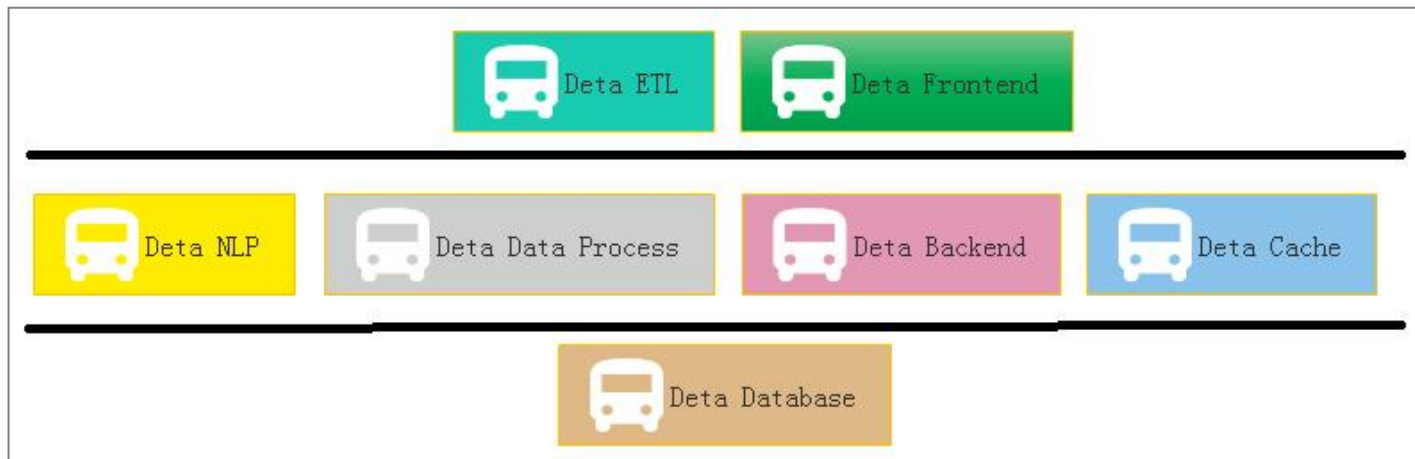 Deta ETL
Deta Frontend
Deta NLP
Deta Data Process
Deta Backend
Deta Cache
Deta Database